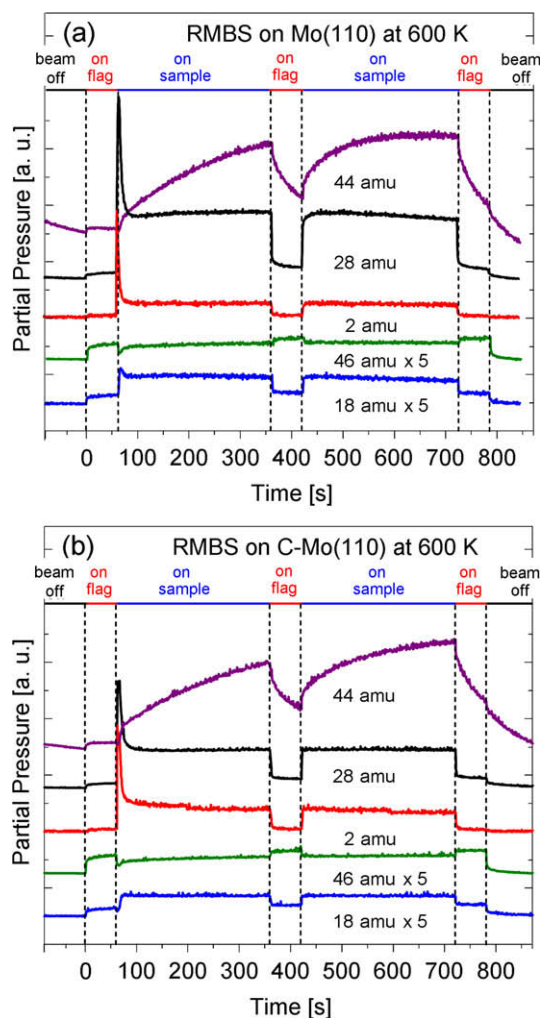 (a) RMBS on Mo(110) at 600 K
beam off on flag on sample on flag on sample on flag beam off
Partial Pressure [a. u.]
44 amu
28 amu
2 amu
46 amu x 5
18 amu x 5
0 100 200 300 400 500 600 700 800
Time [s]
(b) RMBS on C-Mo(110) at 600 K
beam off on flag on sample on flag on sample on flag beam off
Partial Pressure [a. u.]
44 amu
28 amu
2 amu
46 amu x 5
18 amu x 5
0 100 200 300 400 500 600 700 800
Time [s]